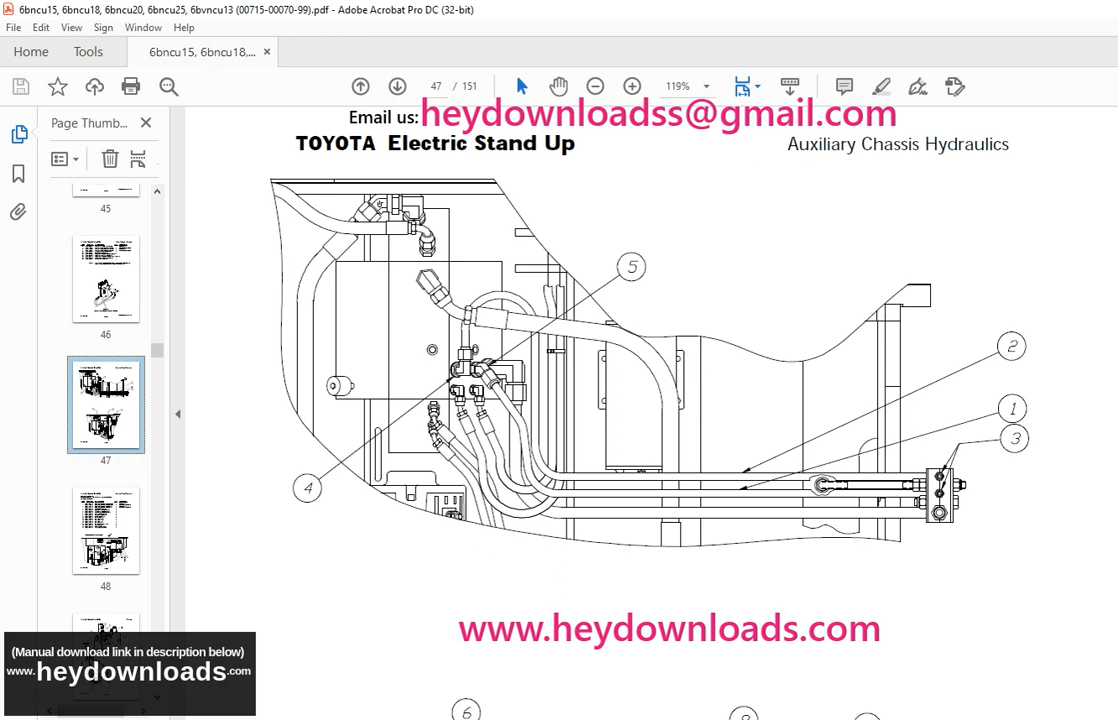 6bncu15, 6bncu18, 6bncu20, 6bncu25, 6bvncu13 (00715-00070-99).pdf - Adobe Acrobat Pro DC (32-bit)
File Edit View Sign Window Help
Home Tools 6bncu15, 6bncu18,... ×
47 / 151 119%
Email us: heydownloadss@gmail.com
Page Thumb...
TOYOTA Electric Stand Up Auxiliary Chassis Hydraulics
45
46
47
48
5
2
1
3
4
www.heydownloads.com
(Manual download link in description below)
www.heydownloads.com
6